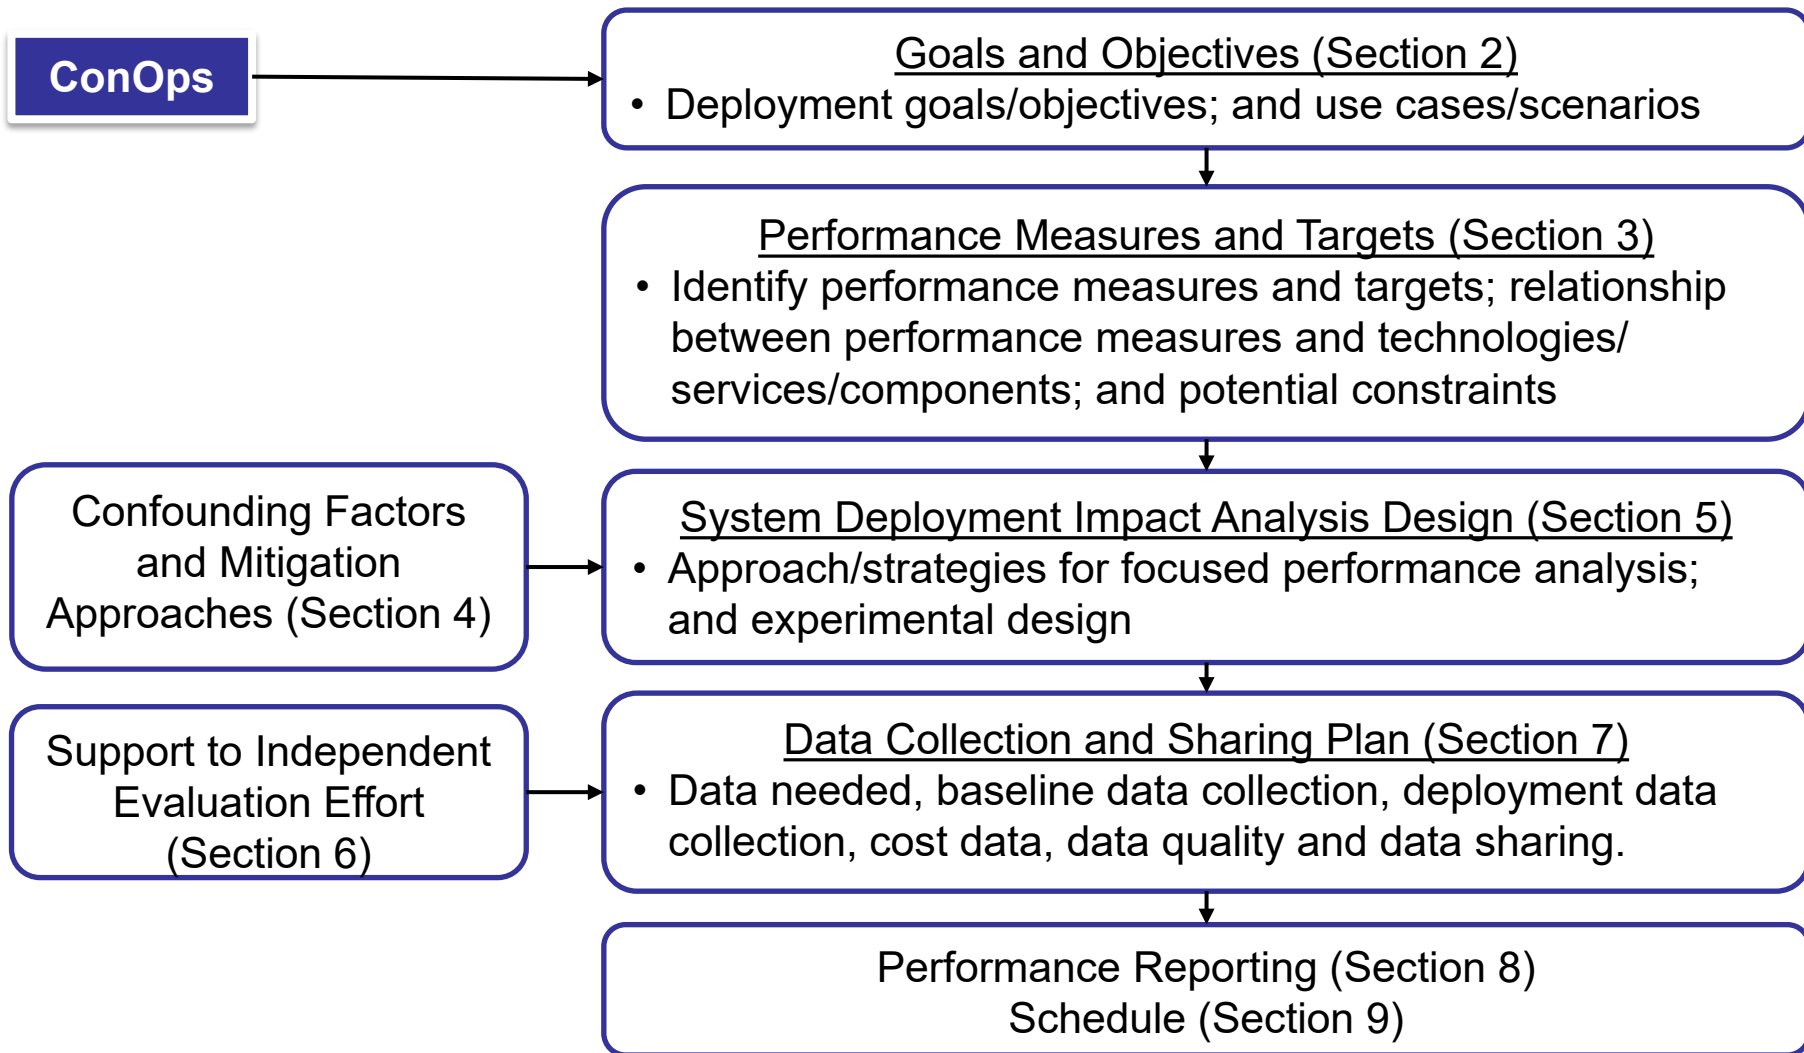 ConOps
Goals and Objectives (Section 2)
• Deployment goals/objectives; and use cases/scenarios
Performance Measures and Targets (Section 3)
• Identify performance measures and targets; relationship
between performance measures and technologies/
services/components; and potential constraints
Confounding Factors
and Mitigation
Approaches (Section 4)
System Deployment Impact Analysis Design (Section 5)
• Approach/strategies for focused performance analysis;
and experimental design
Support to Independent
Evaluation Effort
(Section 6)
Data Collection and Sharing Plan (Section 7)
• Data needed, baseline data collection, deployment data
collection, cost data, data quality and data sharing.
Performance Reporting (Section 8)
Schedule (Section 9)